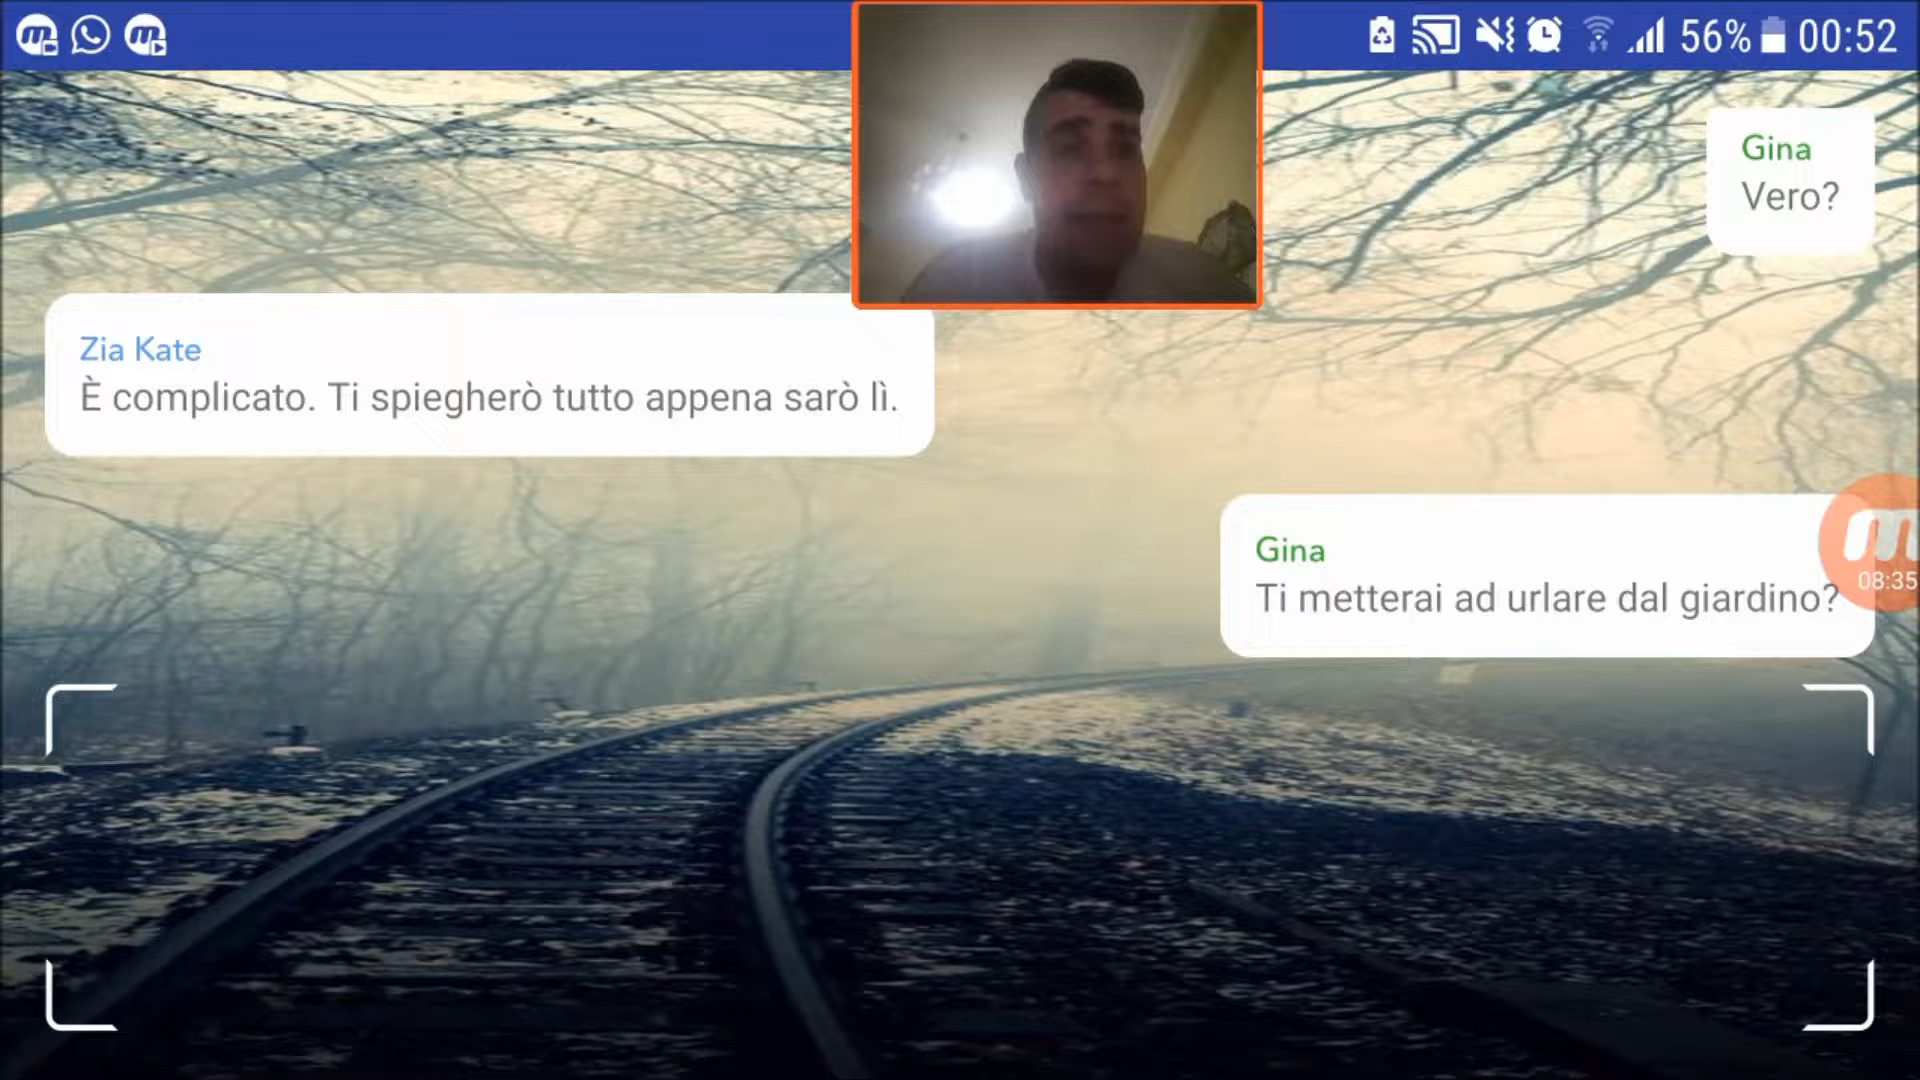 56% 00:52
Gina
Vero?
Zia Kate
È complicato. Ti spiegherò tutto appena sarò lì.
Gina
Ti metterai ad urlare dal giardino?
08:35